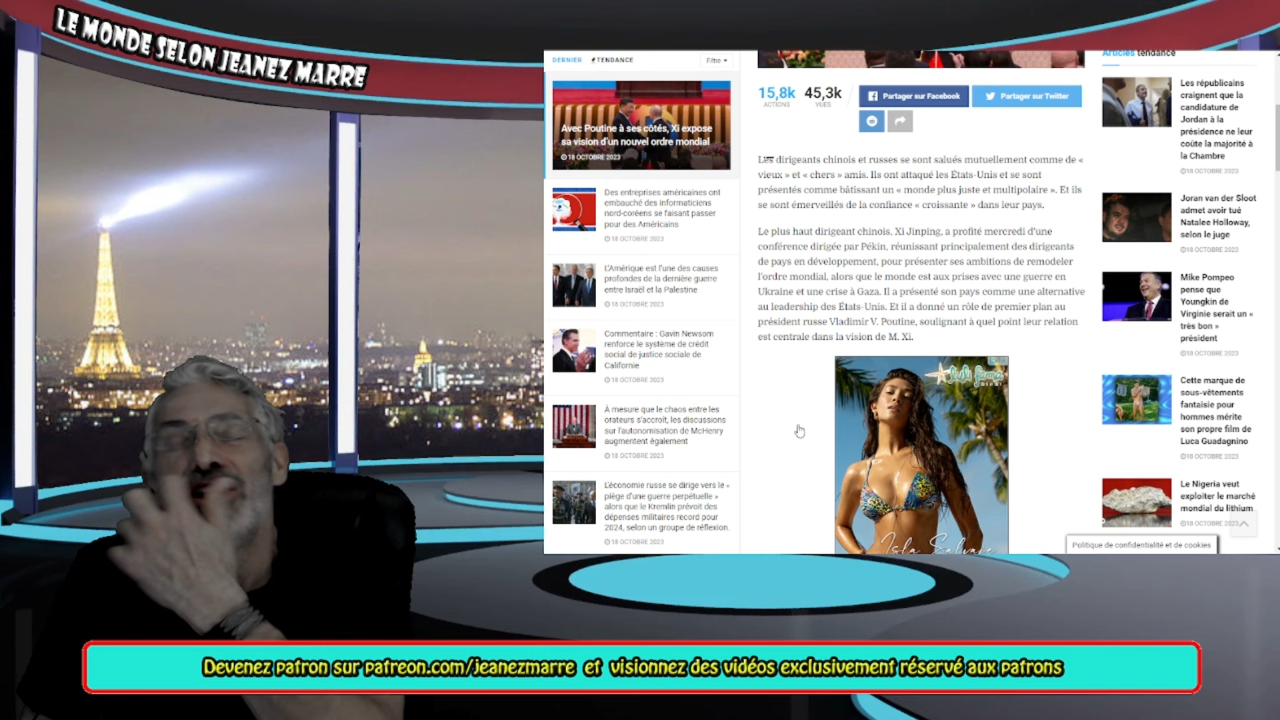 LE MONDE SELON JEANEZ MARRE
DERNIER
TENDANCE
Filtre
Avec Poutine à ses côtés, Xi expose
sa vision d'un nouvel ordre mondial
18 OCTOBRE 2023
Des entreprises américaines ont
embauché des informaticiens
nord-coréens se faisant passer
pour des Américains
18 OCTOBRE 2023
L'Amérique est l'une des causes
profondes de la dernière guerre
entre Israël et la Palestine
18 OCTOBRE 2023
Commentaire : Gavin Newsom
renforce le système de crédit
social de justice sociale de
Californie
18 OCTOBRE 2023
À mesure que le chaos entre les
orateurs s'accroît, les discussions
sur l'autonomisation de McHenry
augmentent également
18 OCTOBRE 2023
L'économie russe se dirige vers le «
piège d'une guerre perpétuelle »
alors que le Kremlin prévoit des
dépenses militaires record pour
2024, selon un groupe de réflexion.
18 OCTOBRE 2023
15,8k
ACTIONS
45,3k
VUES
Partager sur Facebook
Partager sur Twitter
Les dirigeants chinois et russes se sont salués mutuellement comme de «
vieux » et « chers » amis. Ils ont attaqué les États-Unis et se sont
présentés comme bâtissant un « monde plus juste et multipolaire ». Et ils
se sont émerveillés de la confiance « croissante » dans leur pays.
Le plus haut dirigeant chinois, Xi Jinping, a profité mercredi d'une
conférence dirigée par Pékin, réunissant principalement des dirigeants
de pays en développement, pour présenter ses ambitions de remodeler
l'ordre mondial, alors que le monde est aux prises avec une guerre en
Ukraine et une crise à Gaza. Il a présenté son pays comme une alternative
au leadership des États-Unis. Et il a donné un rôle de premier plan au
président russe Vladimir V. Poutine, soulignant à quel point leur relation
est centrale dans la vision de M. Xi.
Isla Salvaje
Articles tendance
Les républicains
craignent que la
candidature de
Jordan à la
présidence ne leur
coûte la majorité à
la Chambre
18 OCTOBRE 2023
Joran van der Sloot
admet avoir tué
Natalee Holloway,
selon le juge
18 OCTOBRE 2023
Mike Pompeo
pense que
Youngkin de
Virginie serait un «
très bon »
président
18 OCTOBRE 2023
Cette marque de
sous-vêtements
fantaisie pour
hommes mérite
son propre film de
Luca Guadagnino
18 OCTOBRE 2023
Le Nigeria veut
exploiter le marché
mondial du lithium
18 OCTOBRE 2023
Politique de confidentialité et de cookies
Devenez patron sur patreon.com/jeanezmarre et visionnez des vidéos exclusivement réservé aux patrons